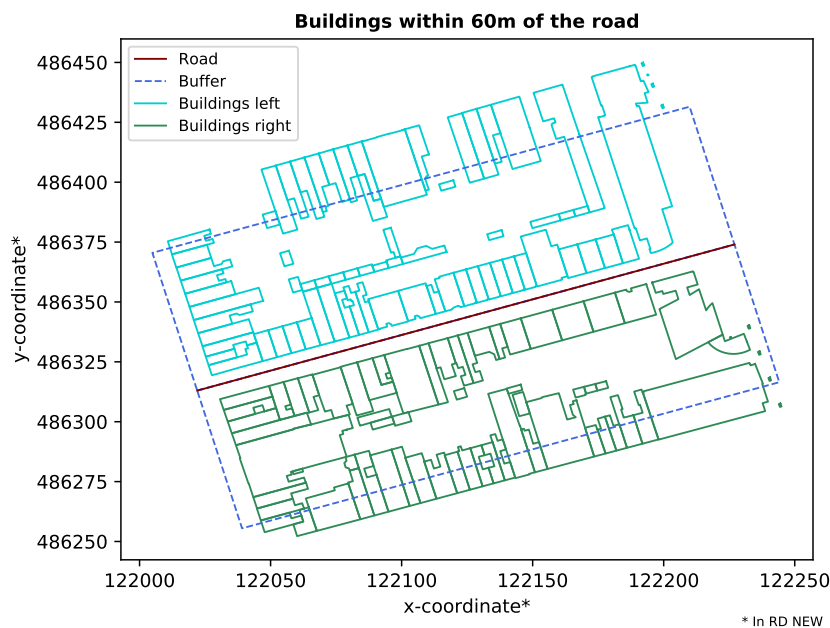 Buildings within 60m of the road
Road
Buffer
Buildings left
Buildings right
486450
486425
486400
486375
486350
486325
486300
486275
486250
y-coordinate*
122000
122050
122100
122150
122200
122250
x-coordinate*
* In RD NEW